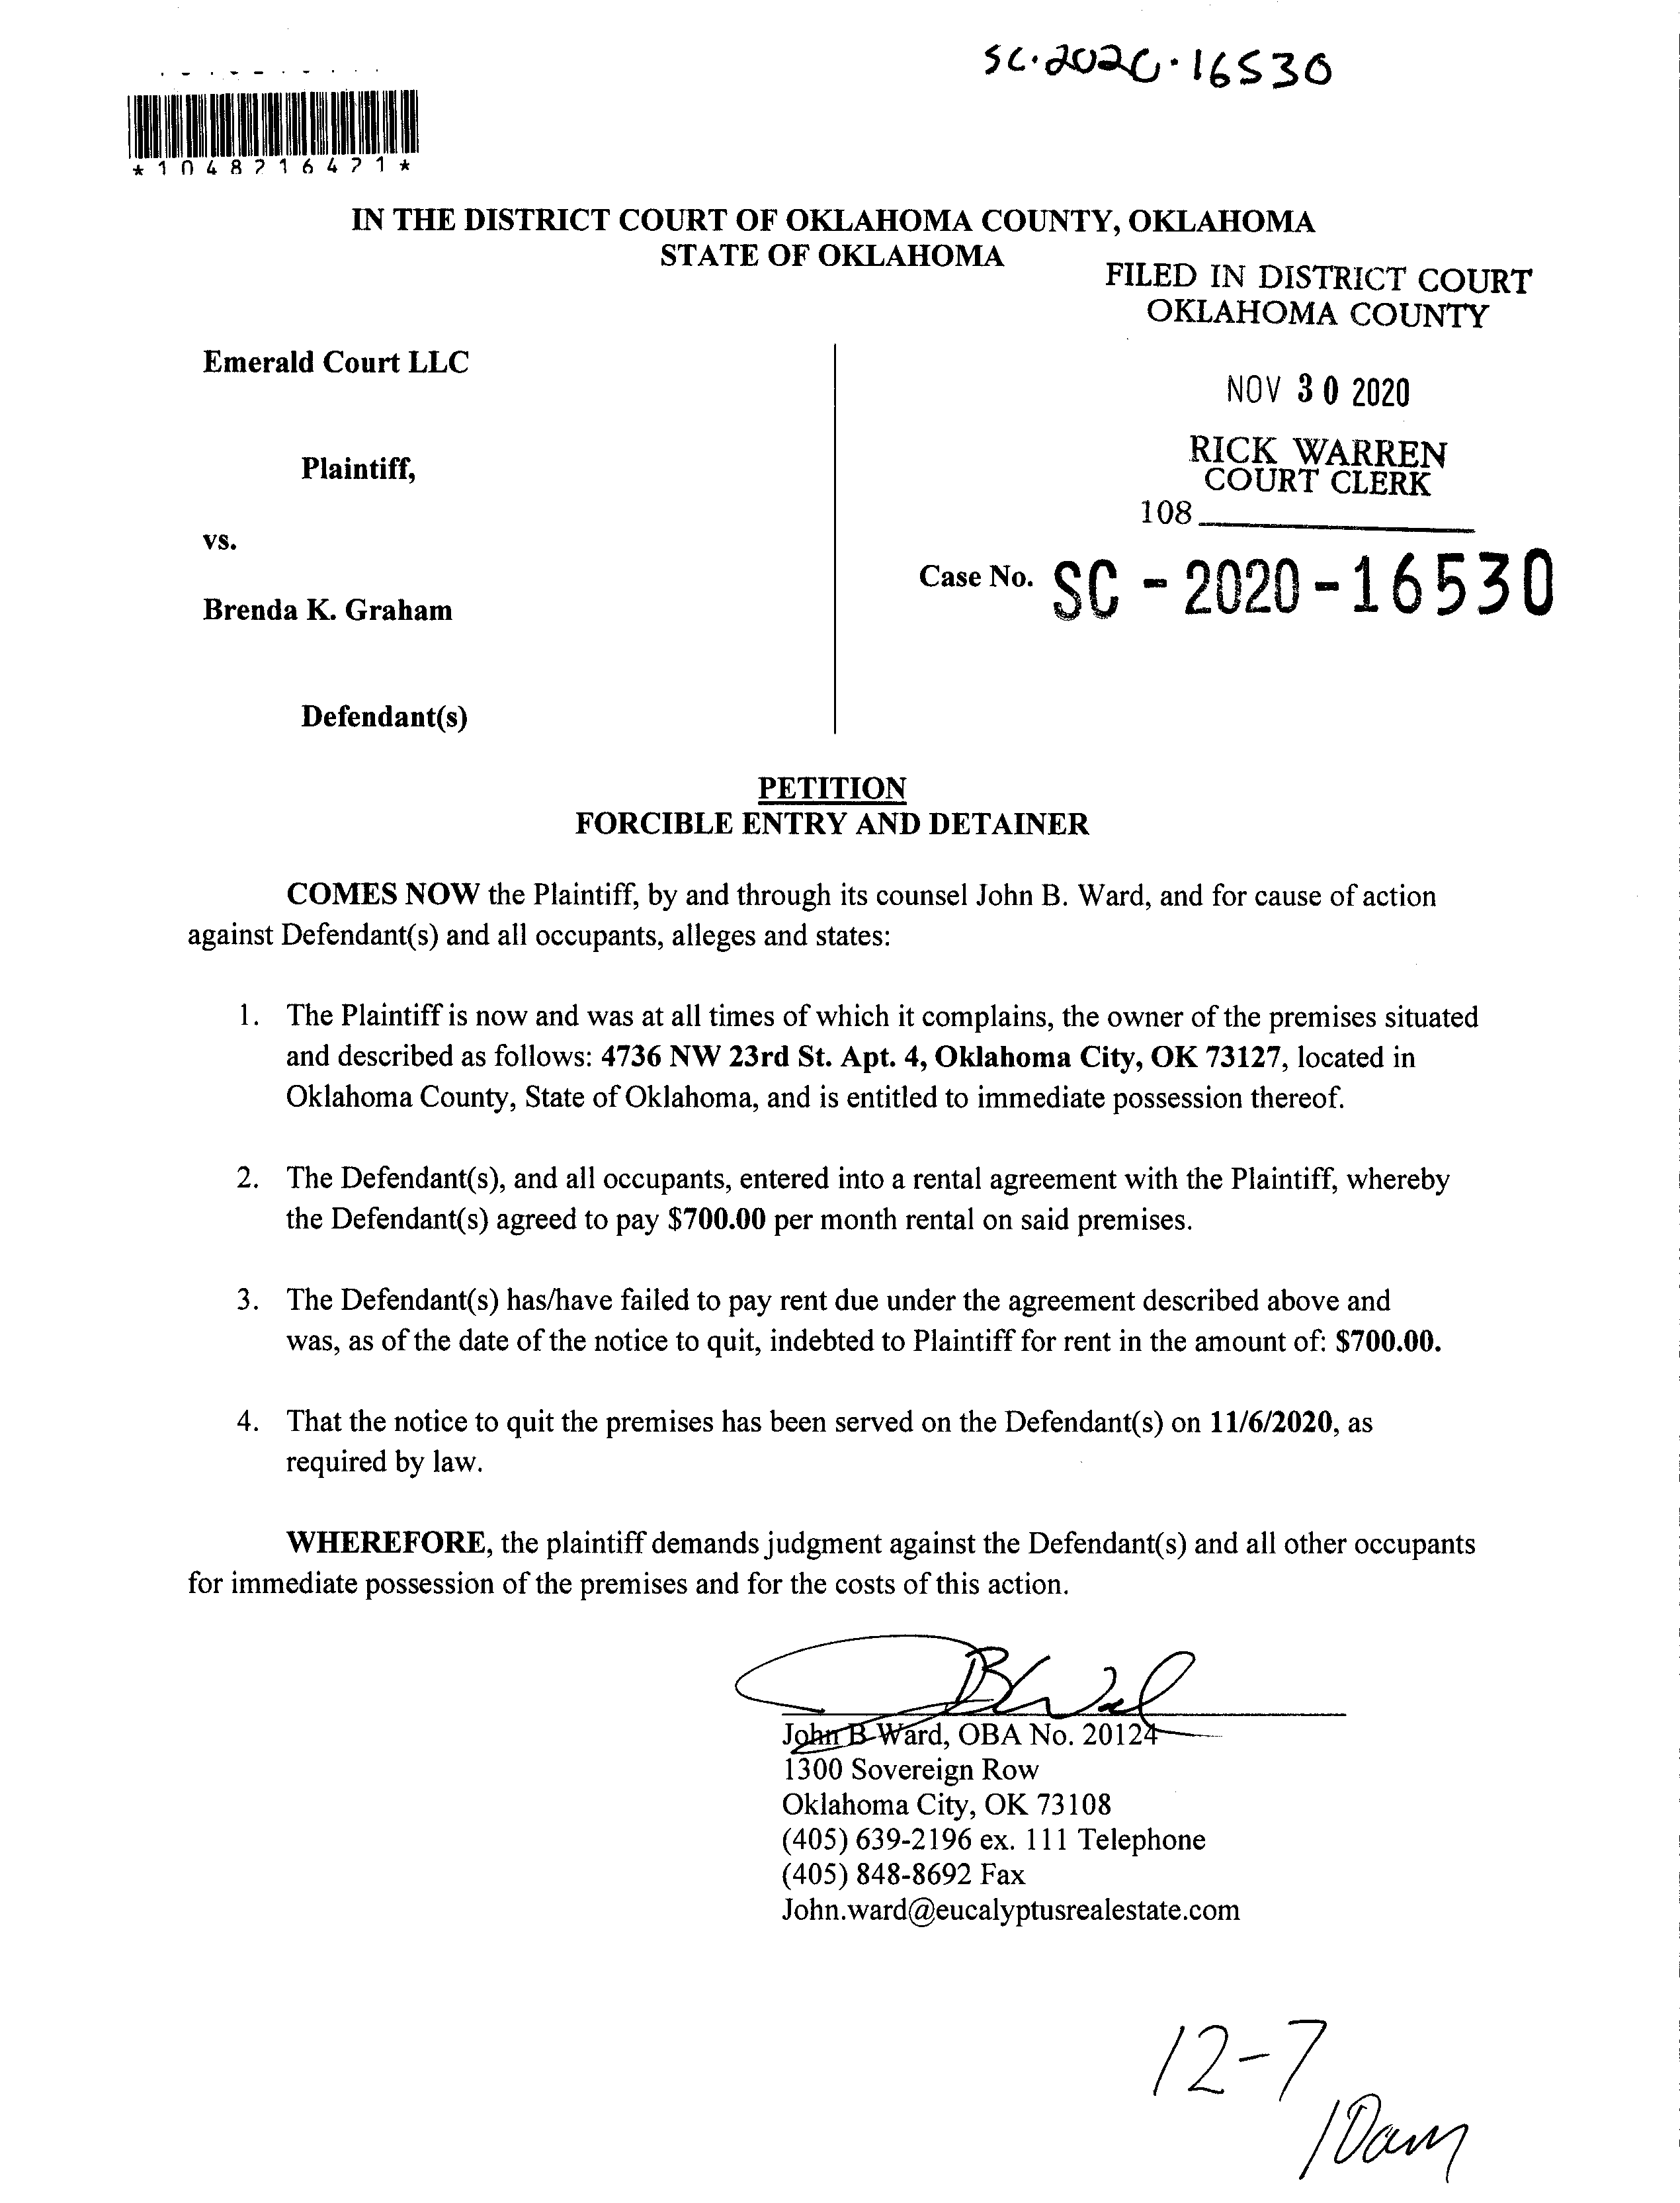 SC-2020-16530
*1048216421*
IN THE DISTRICT COURT OF OKLAHOMA COUNTY, OKLAHOMA
STATE OF OKLAHOMA
FILED IN DISTRICT COURT
OKLAHOMA COUNTY
Emerald Court LLC
NOV 30 2020
RICK WARREN
COURT CLERK
Plaintiff,
108
vs.
Case No. SC-2020-16530
Brenda K. Graham
Defendant(s)
PETITION
FORCIBLE ENTRY AND DETAINER
COMES NOW the Plaintiff, by and through its counsel John B. Ward, and for cause of action
against Defendant(s) and all occupants, alleges and states:
1. The Plaintiff is now and was at all times of which it complains, the owner of the premises situated
and described as follows: 4736 NW 23rd St. Apt. 4, Oklahoma City, OK 73127, located in
Oklahoma County, State of Oklahoma, and is entitled to immediate possession thereof.
2. The Defendant(s), and all occupants, entered into a rental agreement with the Plaintiff, whereby
the Defendant(s) agreed to pay $700.00 per month rental on said premises.
3. The Defendant(s) has/have failed to pay rent due under the agreement described above and
was, as of the date of the notice to quit, indebted to Plaintiff for rent in the amount of: $700.00.
4. That the notice to quit the premises has been served on the Defendant(s) on 11/6/2020, as
required by law.
WHEREFORE, the plaintiff demands judgment against the Defendant(s) and all other occupants
for immediate possession of the premises and for the costs of this action.
John B Ward, OBA No. 20124
1300 Sovereign Row
Oklahoma City, OK 73108
(405) 639-2196 ex. 111 Telephone
(405) 848-8692 Fax
John.ward@eucalyptusrealestate.com
12-7
10am